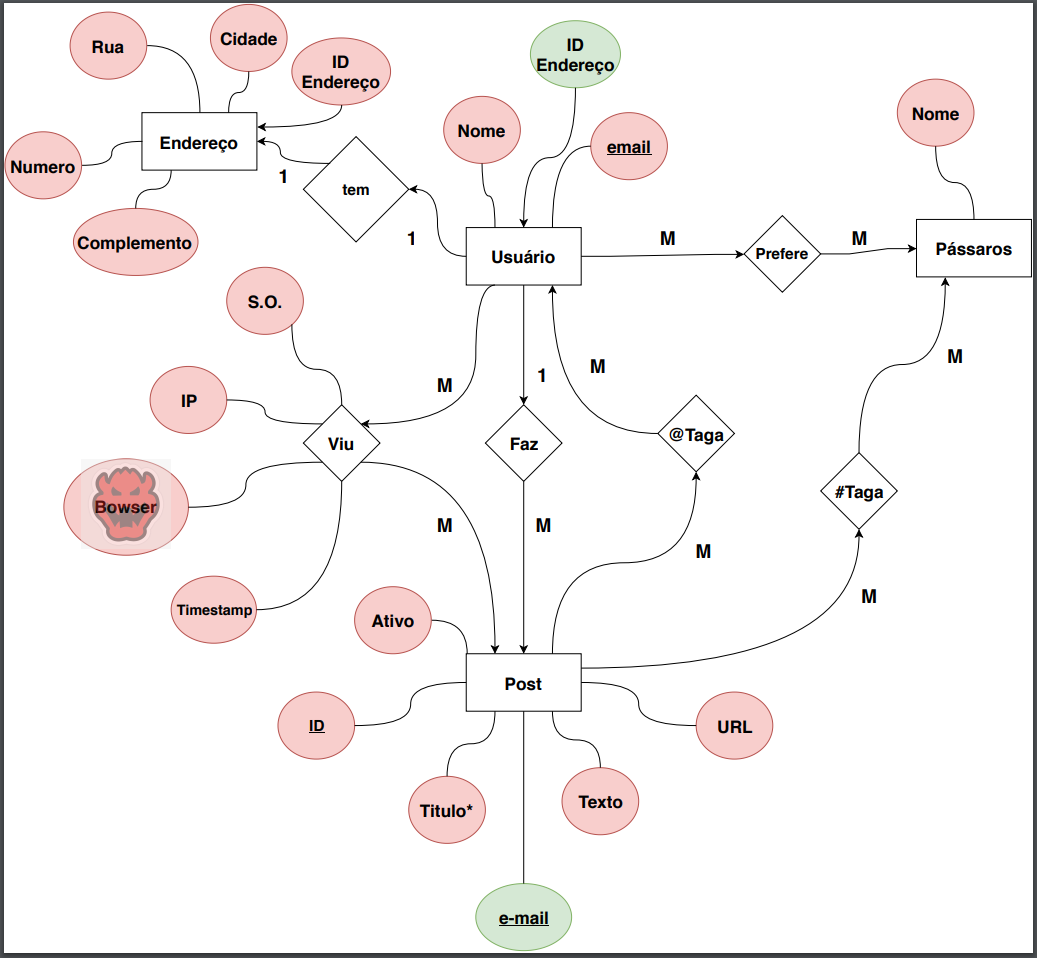 Rua
Cidade
ID
Endereço
ID
Endereço
Nome
email
Nome
Endereço
Numero
Complemento
1
tem
1
Usuário
M
Prefere
M
Pássaros
S.O.
IP
M
1
M
M
Viu
Faz
@Taga
#Taga
Bowser
M
M
M
M
Timestamp
Ativo
Post
ID
URL
Titulo*
Texto
e-mail